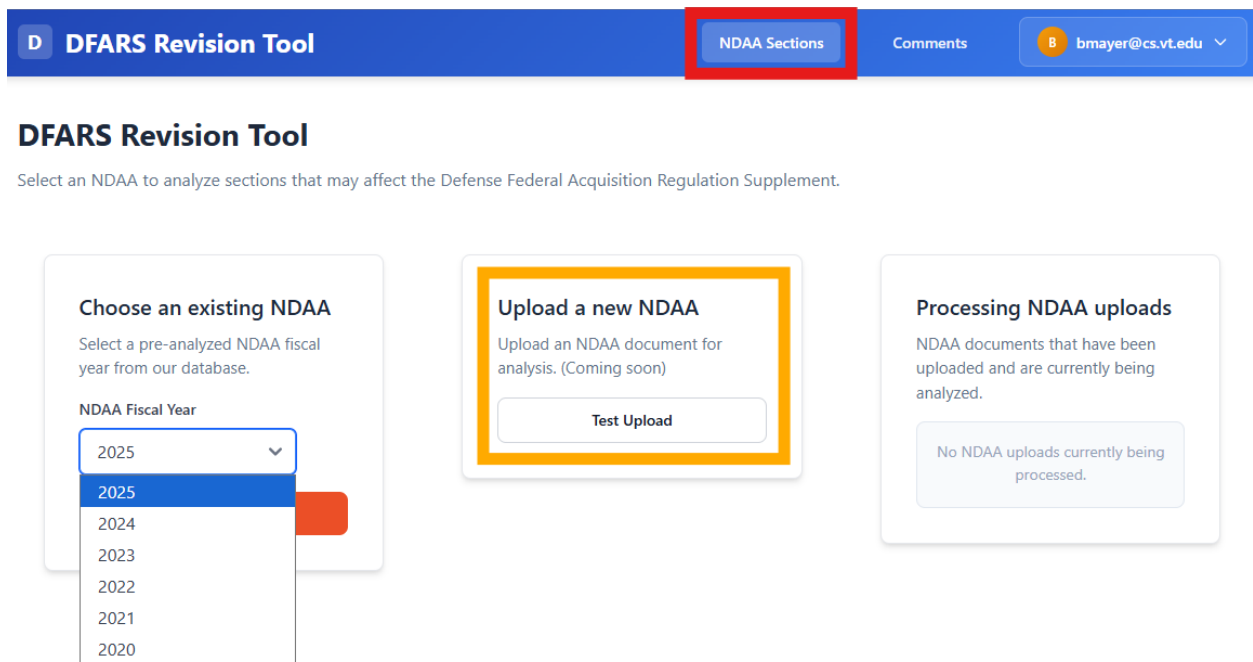 D DFARS Revision Tool
NDAA Sections
Comments
B bmayer@cs.vt.edu
DFARS Revision Tool
Select an NDAA to analyze sections that may affect the Defense Federal Acquisition Regulation Supplement.
Choose an existing NDAA
Select a pre-analyzed NDAA fiscal
year from our database.
NDAA Fiscal Year
2025
2025
2024
2023
2022
2021
2020
Upload a new NDAA
Upload an NDAA document for
analysis. (Coming soon)
Test Upload
Processing NDAA uploads
NDAA documents that have been
uploaded and are currently being
analyzed.
No NDAA uploads currently being
processed.